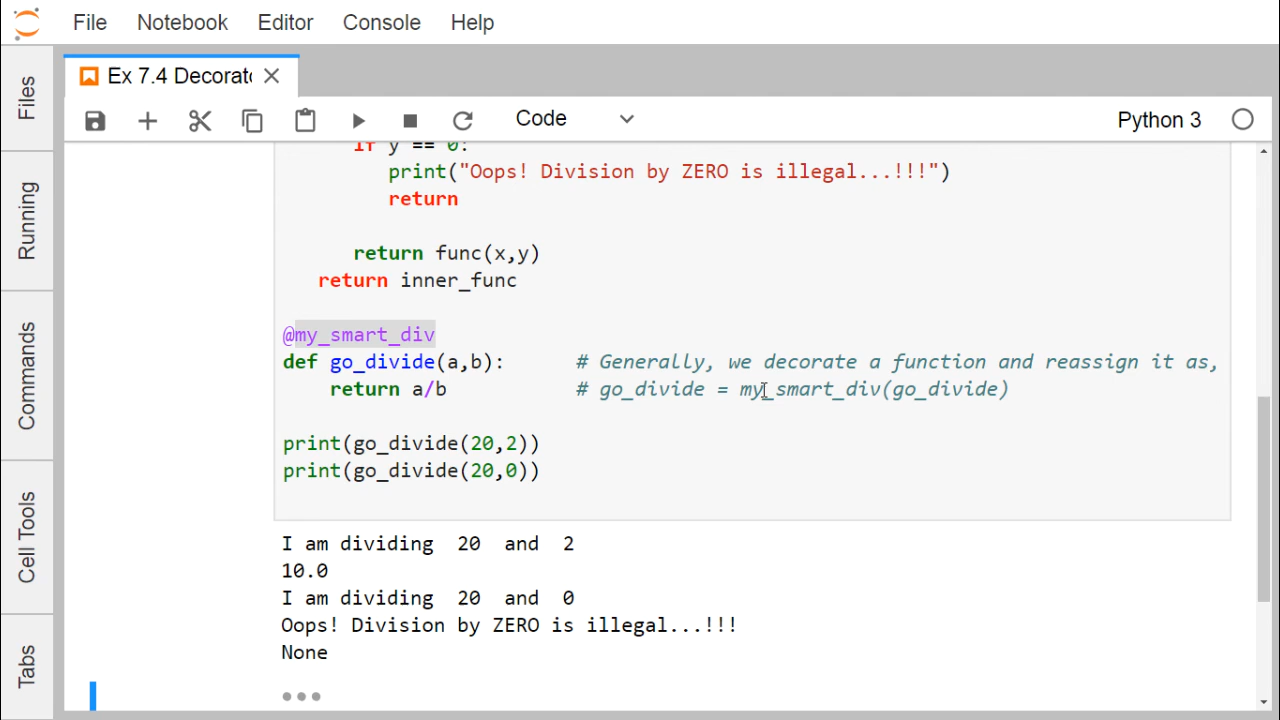 File Notebook Editor Console Help
Ex 7.4 Decorato
Code Python 3
Files
Running
Commands
Cell Tools
Tabs
if y == 0:
print("Oops! Division by ZERO is illegal...!!!")
return
return func(x,y)
return inner_func
@my_smart_div
def go_divide(a,b): # Generally, we decorate a function and reassign it as,
return a/b # go_divide = my_smart_div(go_divide)
print(go_divide(20,2))
print(go_divide(20,0))
I am dividing 20 and 2
10.0
I am dividing 20 and 0
Oops! Division by ZERO is illegal...!!!
None